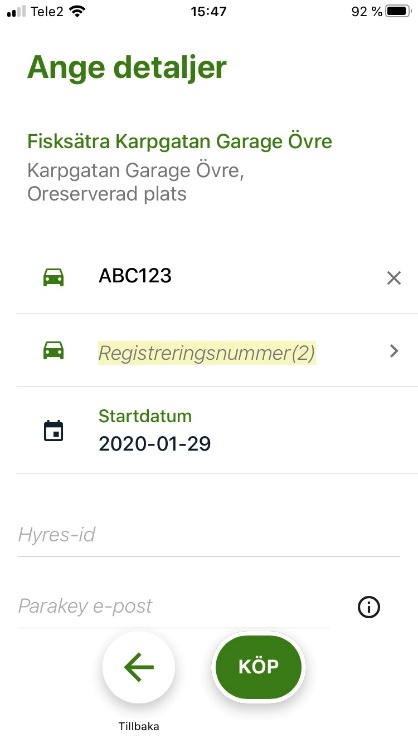 Tele2 15:47 92 %
Ange detaljer
Fisksätra Karpgatan Garage Övre
Karpgatan Garage Övre,
Oreserverad plats
ABC123
Registreringsnummer(2)
Startdatum
2020-01-29
Hyres-id
Parakey e-post
KÖP
Tillbaka